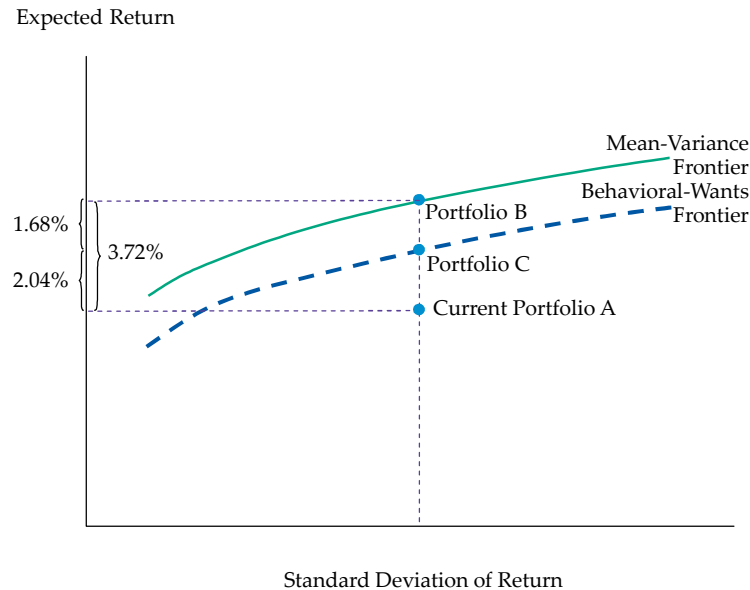 Expected Return
Mean-Variance
Frontier
Behavioral-Wants
Frontier
Portfolio B
1.68%
3.72%
Portfolio C
2.04%
Current Portfolio A
Standard Deviation of Return